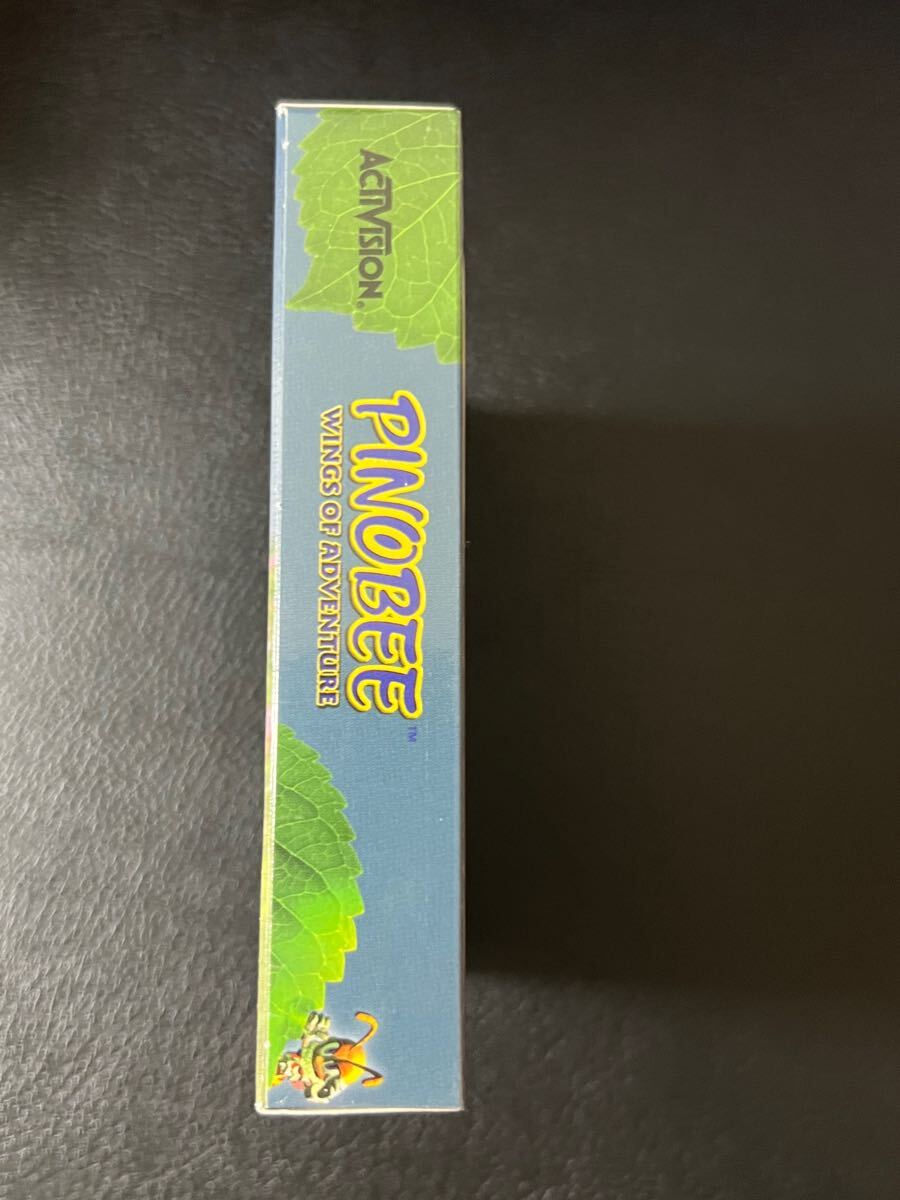 ACTIVISION®
PINOBEE™
WINGS OF ADVENTURE